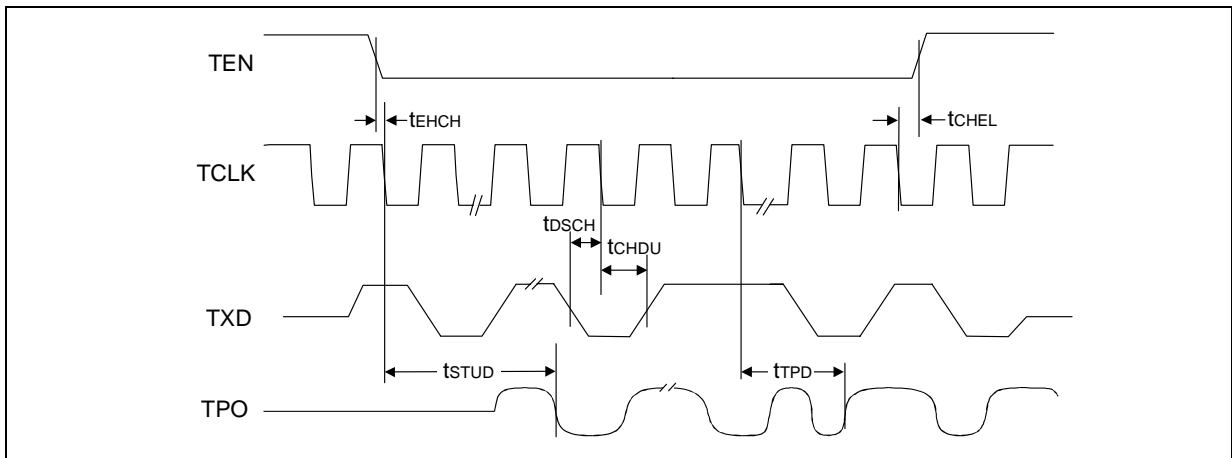 TEN
tEHCH
tCHEL
TCLK
tDSCH
tCHDU
TXD
tSTUD
tTPD
TPO